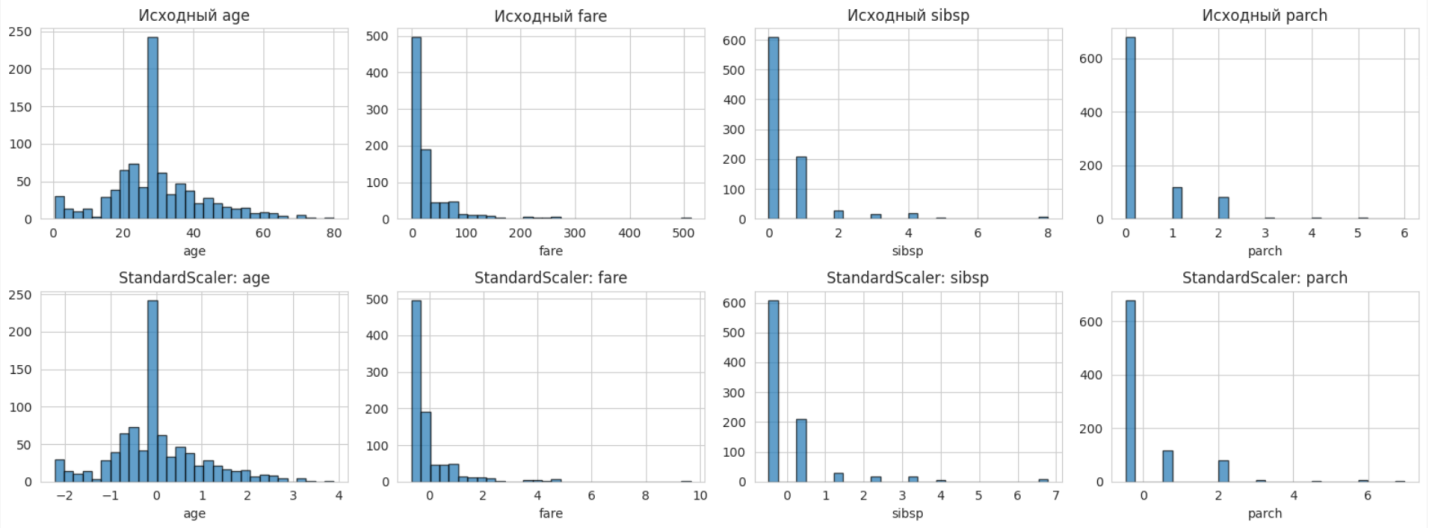 Исходный age
Исходный fare
Исходный sibsp
Исходный parch
250
200
150
100
50
0
0 20 40 60 80
age
500
400
300
200
100
0
0 100 200 300 400 500
fare
600
500
400
300
200
100
0
0 2 4 6 8
sibsp
600
400
200
0
0 1 2 3 4 5 6
parch
StandardScaler: age
StandardScaler: fare
StandardScaler: sibsp
StandardScaler: parch
250
200
150
100
50
0
−2 −1 0 1 2 3 4
age
500
400
300
200
100
0
0 2 4 6 8 10
fare
600
500
400
300
200
100
0
0 1 2 3 4 5 6 7
sibsp
600
400
200
0
0 2 4 6
parch